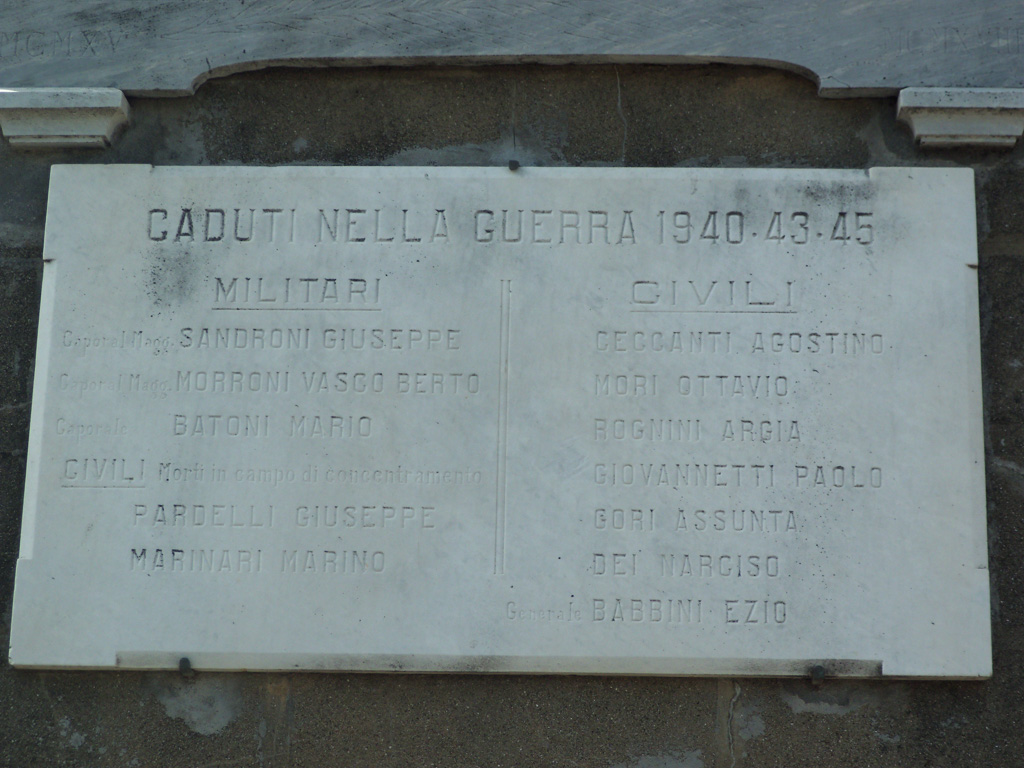 CADUTI NELLA GUERRA 1940·43·45
MILITARI
Caporal Magg. SANDRONI GIUSEPPE
Caporal Magg. MORRONI VASCO BERTO
Caporale BATONI MARIO
CIVILI Morti in campo di concentramento
PARDELLI GIUSEPPE
MARINARI MARINO
CIVILI
CECCANTI AGOSTINO
MORI OTTAVIO
ROGNINI ARGIA
GIOVANNETTI PAOLO
GORI ASSUNTA
DEI NARCISO
Generale BABBINI EZIO